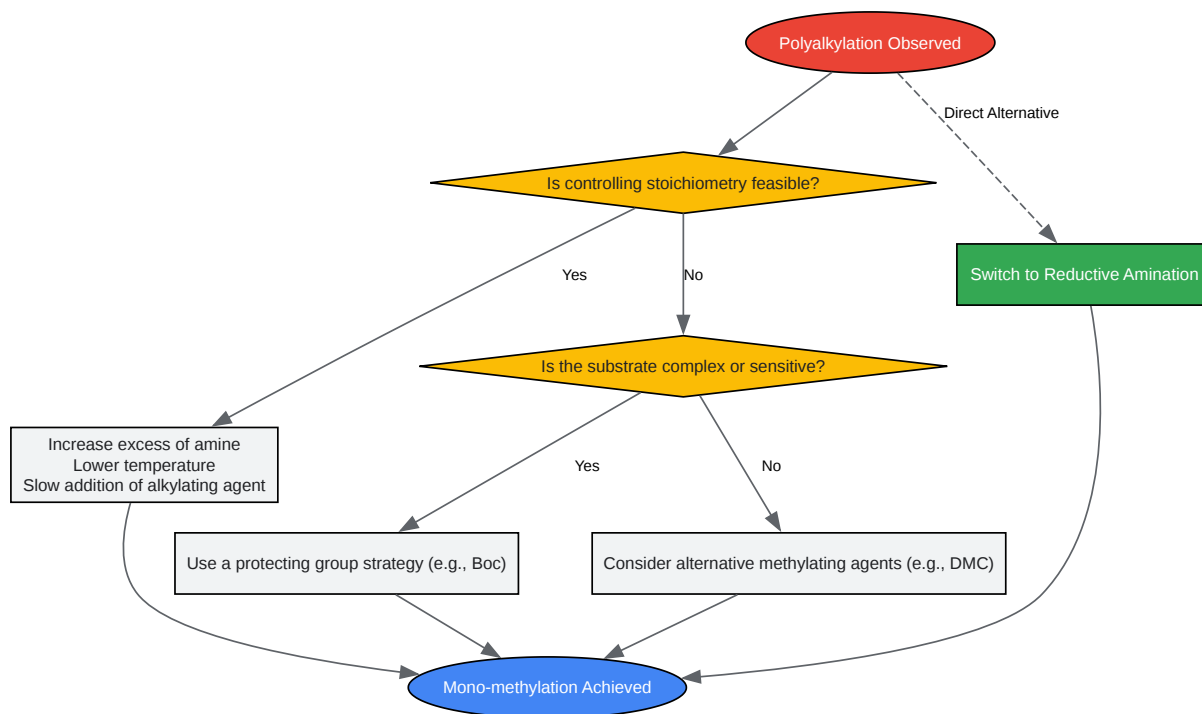 Polyalkylation Observed
Direct Alternative
Is controlling stoichiometry feasible?
Yes
No
Switch to Reductive Amination
Is the substrate complex or sensitive?
Increase excess of amine
Lower temperature
Slow addition of alkylating agent
Yes
No
Use a protecting group strategy (e.g., Boc)
Consider alternative methylating agents (e.g., DMC)
Mono-methylation Achieved